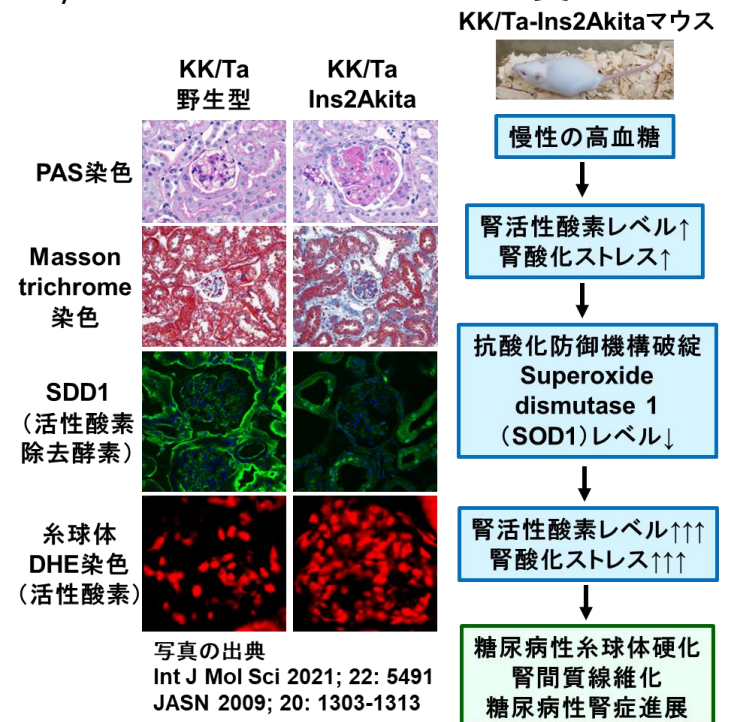 KK/Ta-Ins2Akitaマウス
KK/Ta
野生型
KK/Ta
Ins2Akita
PAS染色
Masson
trichrome
染色
SDD1
（活性酸素
除去酵素）
糸球体
DHE染色
（活性酸素）
写真の出典
Int J Mol Sci 2021; 22: 5491
JASN 2009; 20: 1303-1313
慢性の高血糖
腎活性酸素レベル↑
腎酸化ストレス↑
抗酸化防御機構破綻
Superoxide
dismutase 1
（SOD1）レベル↓
腎活性酸素レベル↑↑↑
腎酸化ストレス↑↑↑
糖尿病性糸球体硬化
腎間質線維化
糖尿病性腎症進展